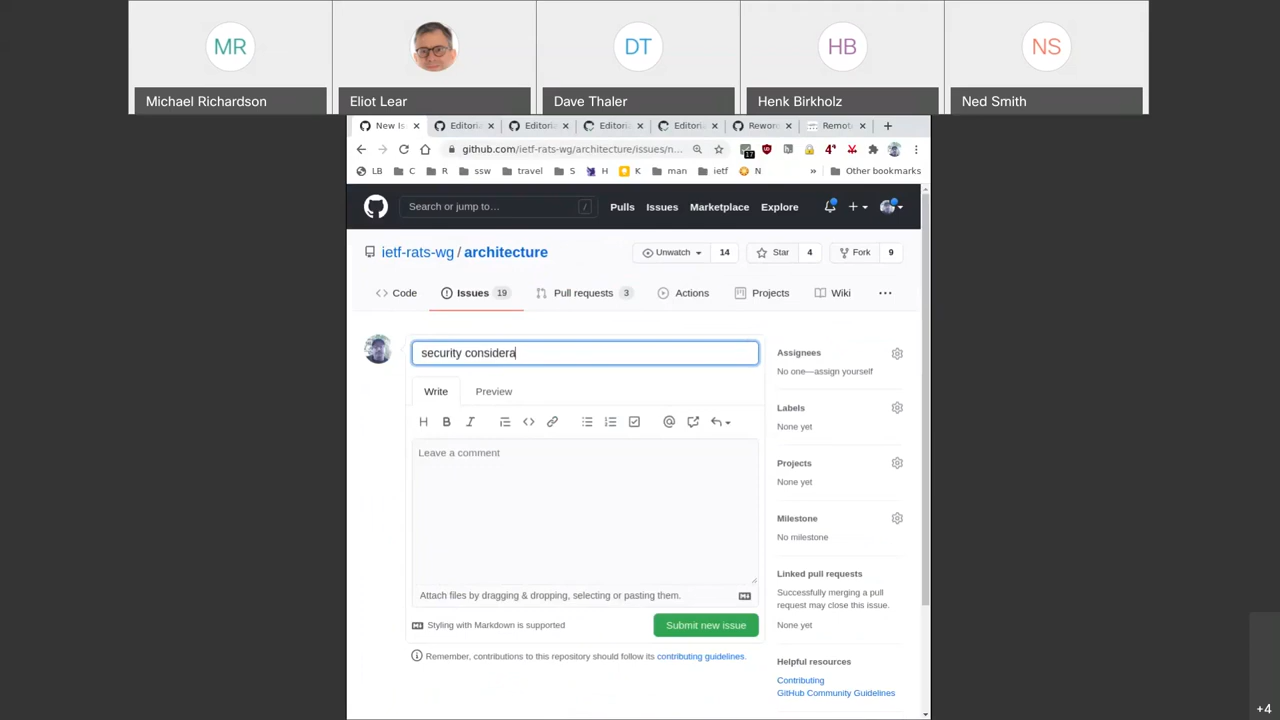 MR
DT
HB
NS
Michael Richardson
Eliot Lear
Dave Thaler
Henk Birkholz
Ned Smith
New Is
Editoria
Editoria
Editoria
Editoria
Rewor
Remot
github.com/ietf-rats-wg/architecture/issues/n...
17
LB
C
R
ssw
travel
S
H
K
man
ietf
N
»
Other bookmarks
Search or jump to…
/
Pulls
Issues
Marketplace
Explore
ietf-rats-wg / architecture
Unwatch
14
Star
4
Fork
9
Code
Issues 19
Pull requests 3
Actions
Projects
Wiki
security considera
Write
Preview
H B I
Leave a comment
Attach files by dragging & dropping, selecting or pasting them.
Styling with Markdown is supported
Submit new issue
Remember, contributions to this repository should follow its contributing guidelines.
Assignees
No one—assign yourself
Labels
None yet
Projects
None yet
Milestone
No milestone
Linked pull requests
Successfully merging a pull
request may close this issue.
None yet
Helpful resources
Contributing
GitHub Community Guidelines
+4